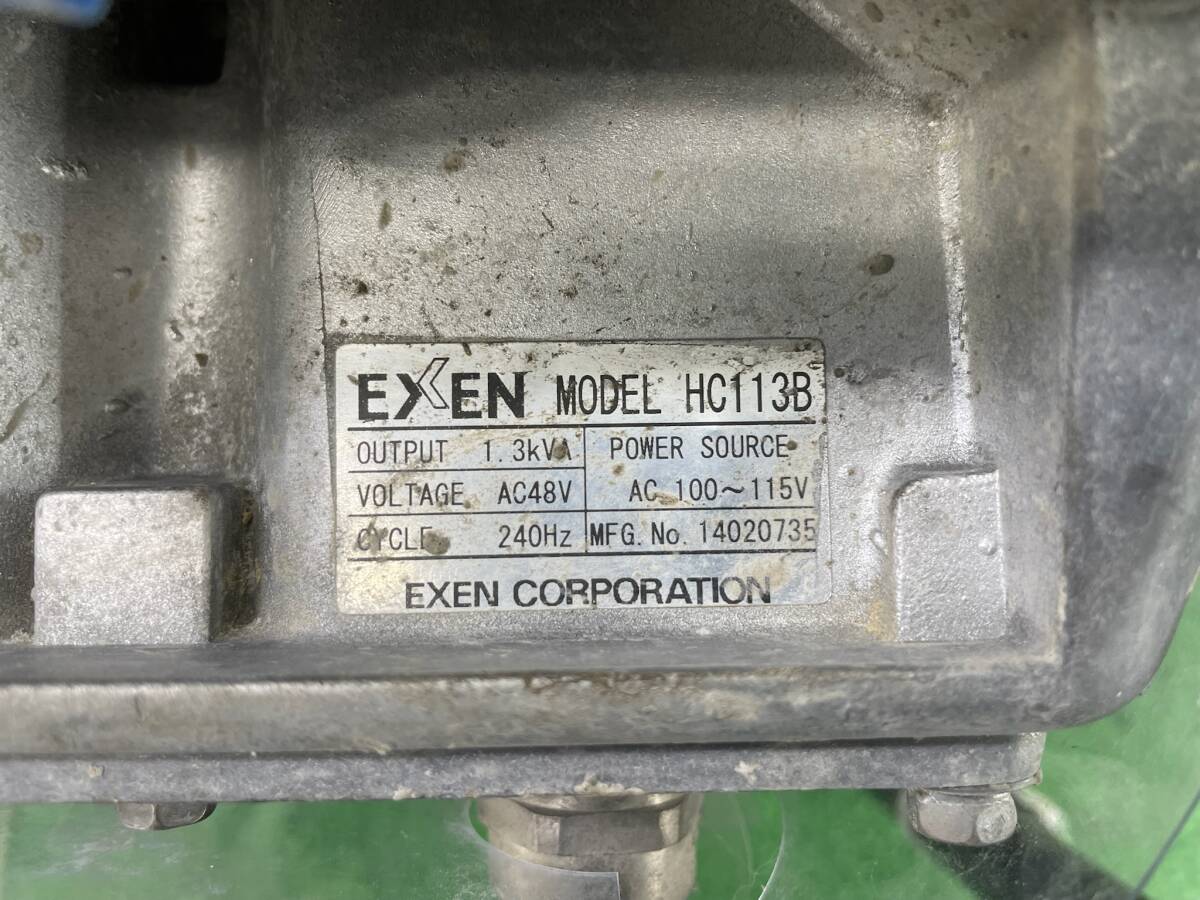 EXEN MODEL HC113B
OUTPUT 1.3kVA POWER SOURCE
VOLTAGE AC48V AC 100~115V
CYCLE 240Hz MFG. No. 14020735
EXEN CORPORATION